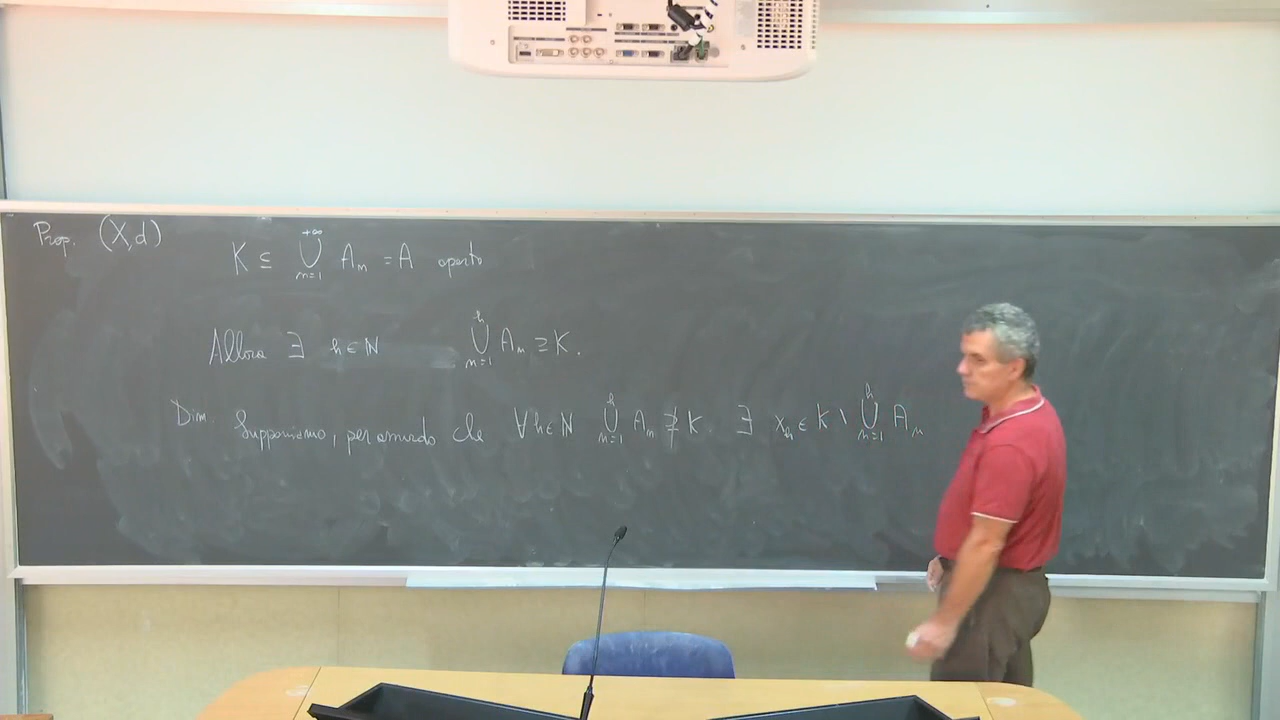 Prop. (X,d)
K ⊆ ⋃_{n=1}^{+∞} A_n = A aperto
Allora ∃ h∈ℕ ⋃_{n=1}^{h} A_n ⊇ K.
Dim. Supponiamo, per assurdo che ∀h∈ℕ ⋃_{n=1}^{h} A_n ⊉ K. ∃ x_h ∈ K \ ⋃_{n=1}^{h} A_n